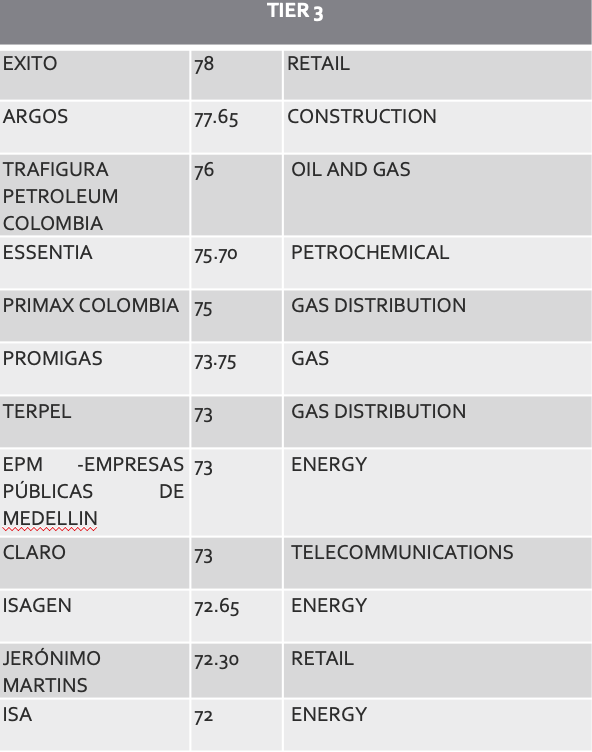 TIER 3
EXITO 78 RETAIL
ARGOS 77.65 CONSTRUCTION
TRAFIGURA 76 OIL AND GAS
PETROLEUM
COLOMBIA
ESSENTIA 75.70 PETROCHEMICAL
PRIMAX COLOMBIA 75 GAS DISTRIBUTION
PROMIGAS 73.75 GAS
TERPEL 73 GAS DISTRIBUTION
EPM -EMPRESAS 73 ENERGY
PÚBLICAS DE
MEDELLIN
CLARO 73 TELECOMMUNICATIONS
ISAGEN 72.65 ENERGY
JERÓNIMO 72.30 RETAIL
MARTINS
ISA 72 ENERGY